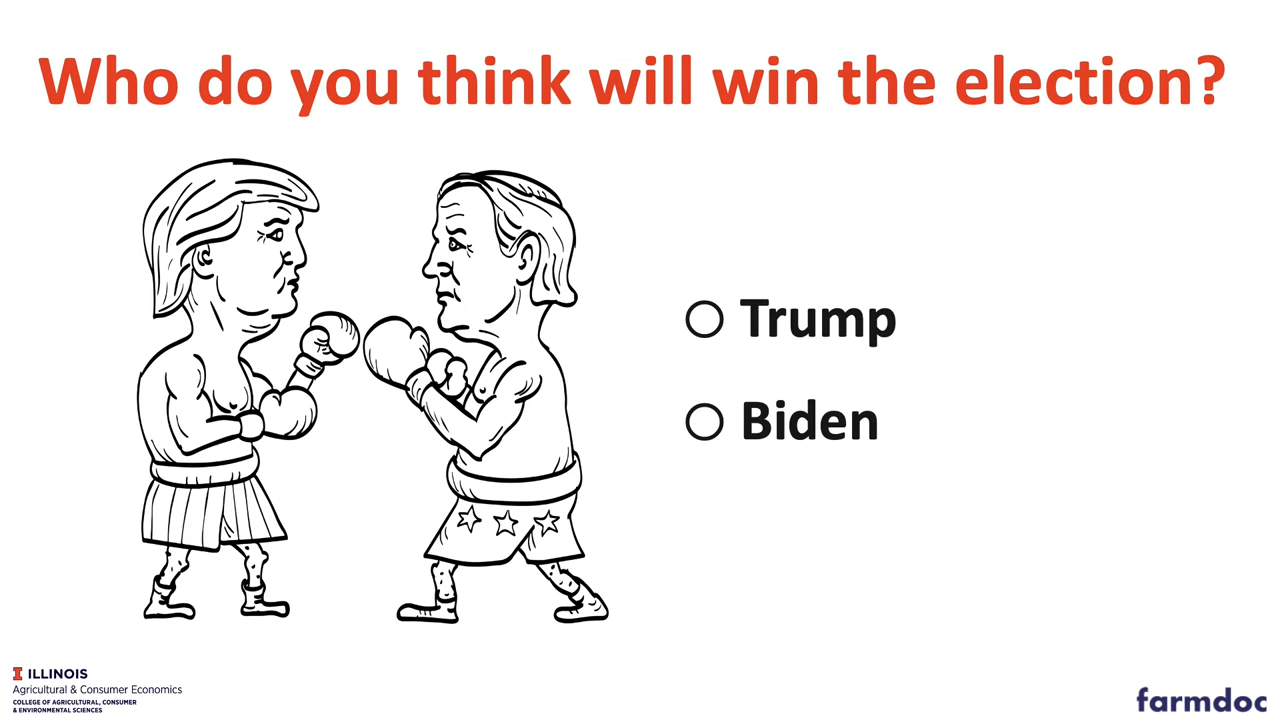 Who do you think will win the election?
Trump
Biden
I ILLINOIS
Agricultural & Consumer Economics
COLLEGE OF AGRICULTURAL, CONSUMER
& ENVIRONMENTAL SCIENCES
farmdoc